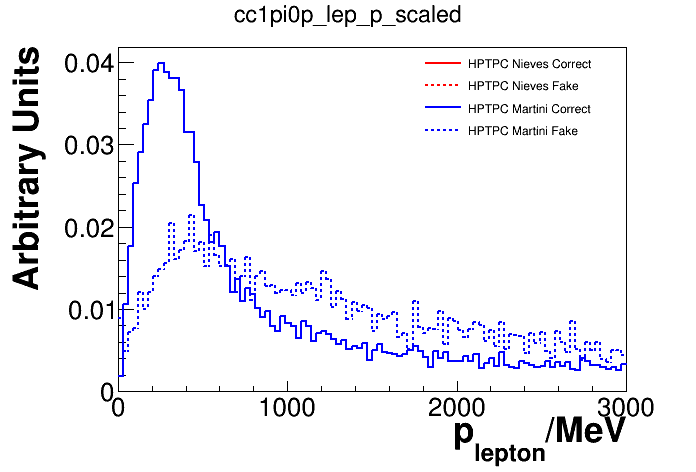 cc1pi0p_lep_p_scaled
Arbitrary Units
0.04
0.03
0.02
0.01
0
HPTPC Nieves Correct
HPTPC Nieves Fake
HPTPC Martini Correct
HPTPC Martini Fake
0 1000 2000 3000
p_lepton/MeV